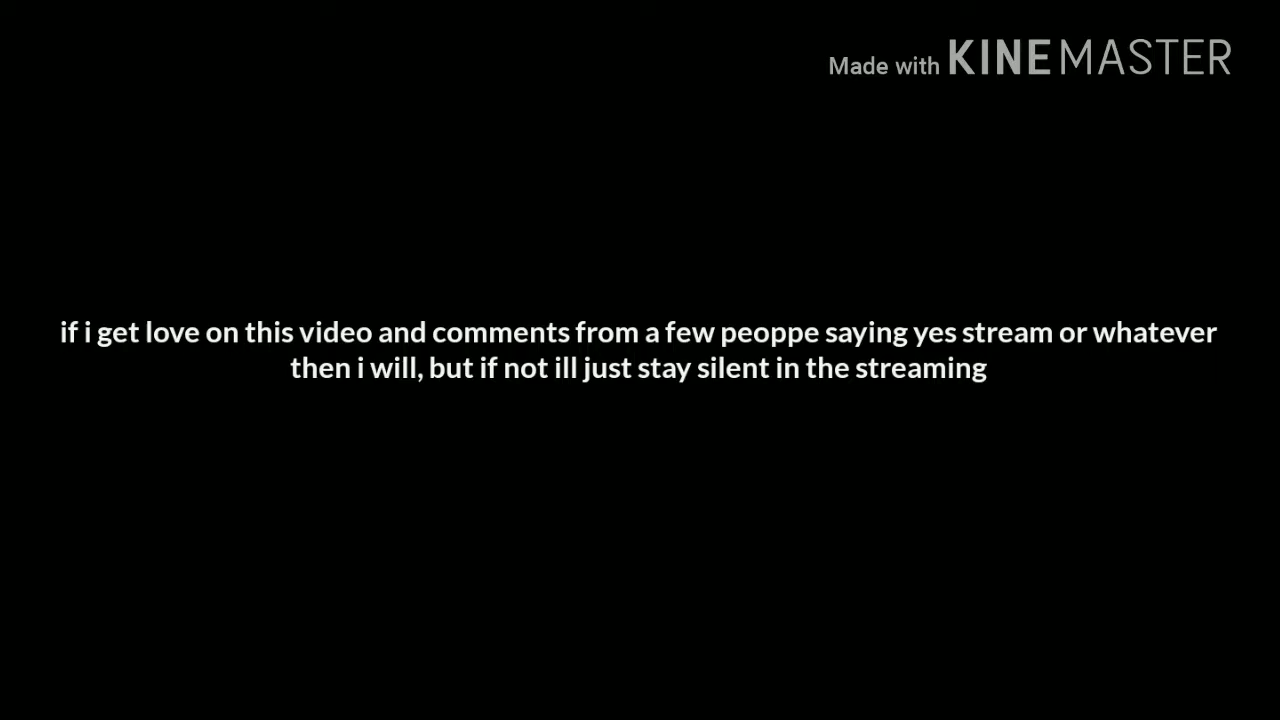 Made with KINEMASTER
if i get love on this video and comments from a few peoppe saying yes stream or whatever
then i will, but if not ill just stay silent in the streaming